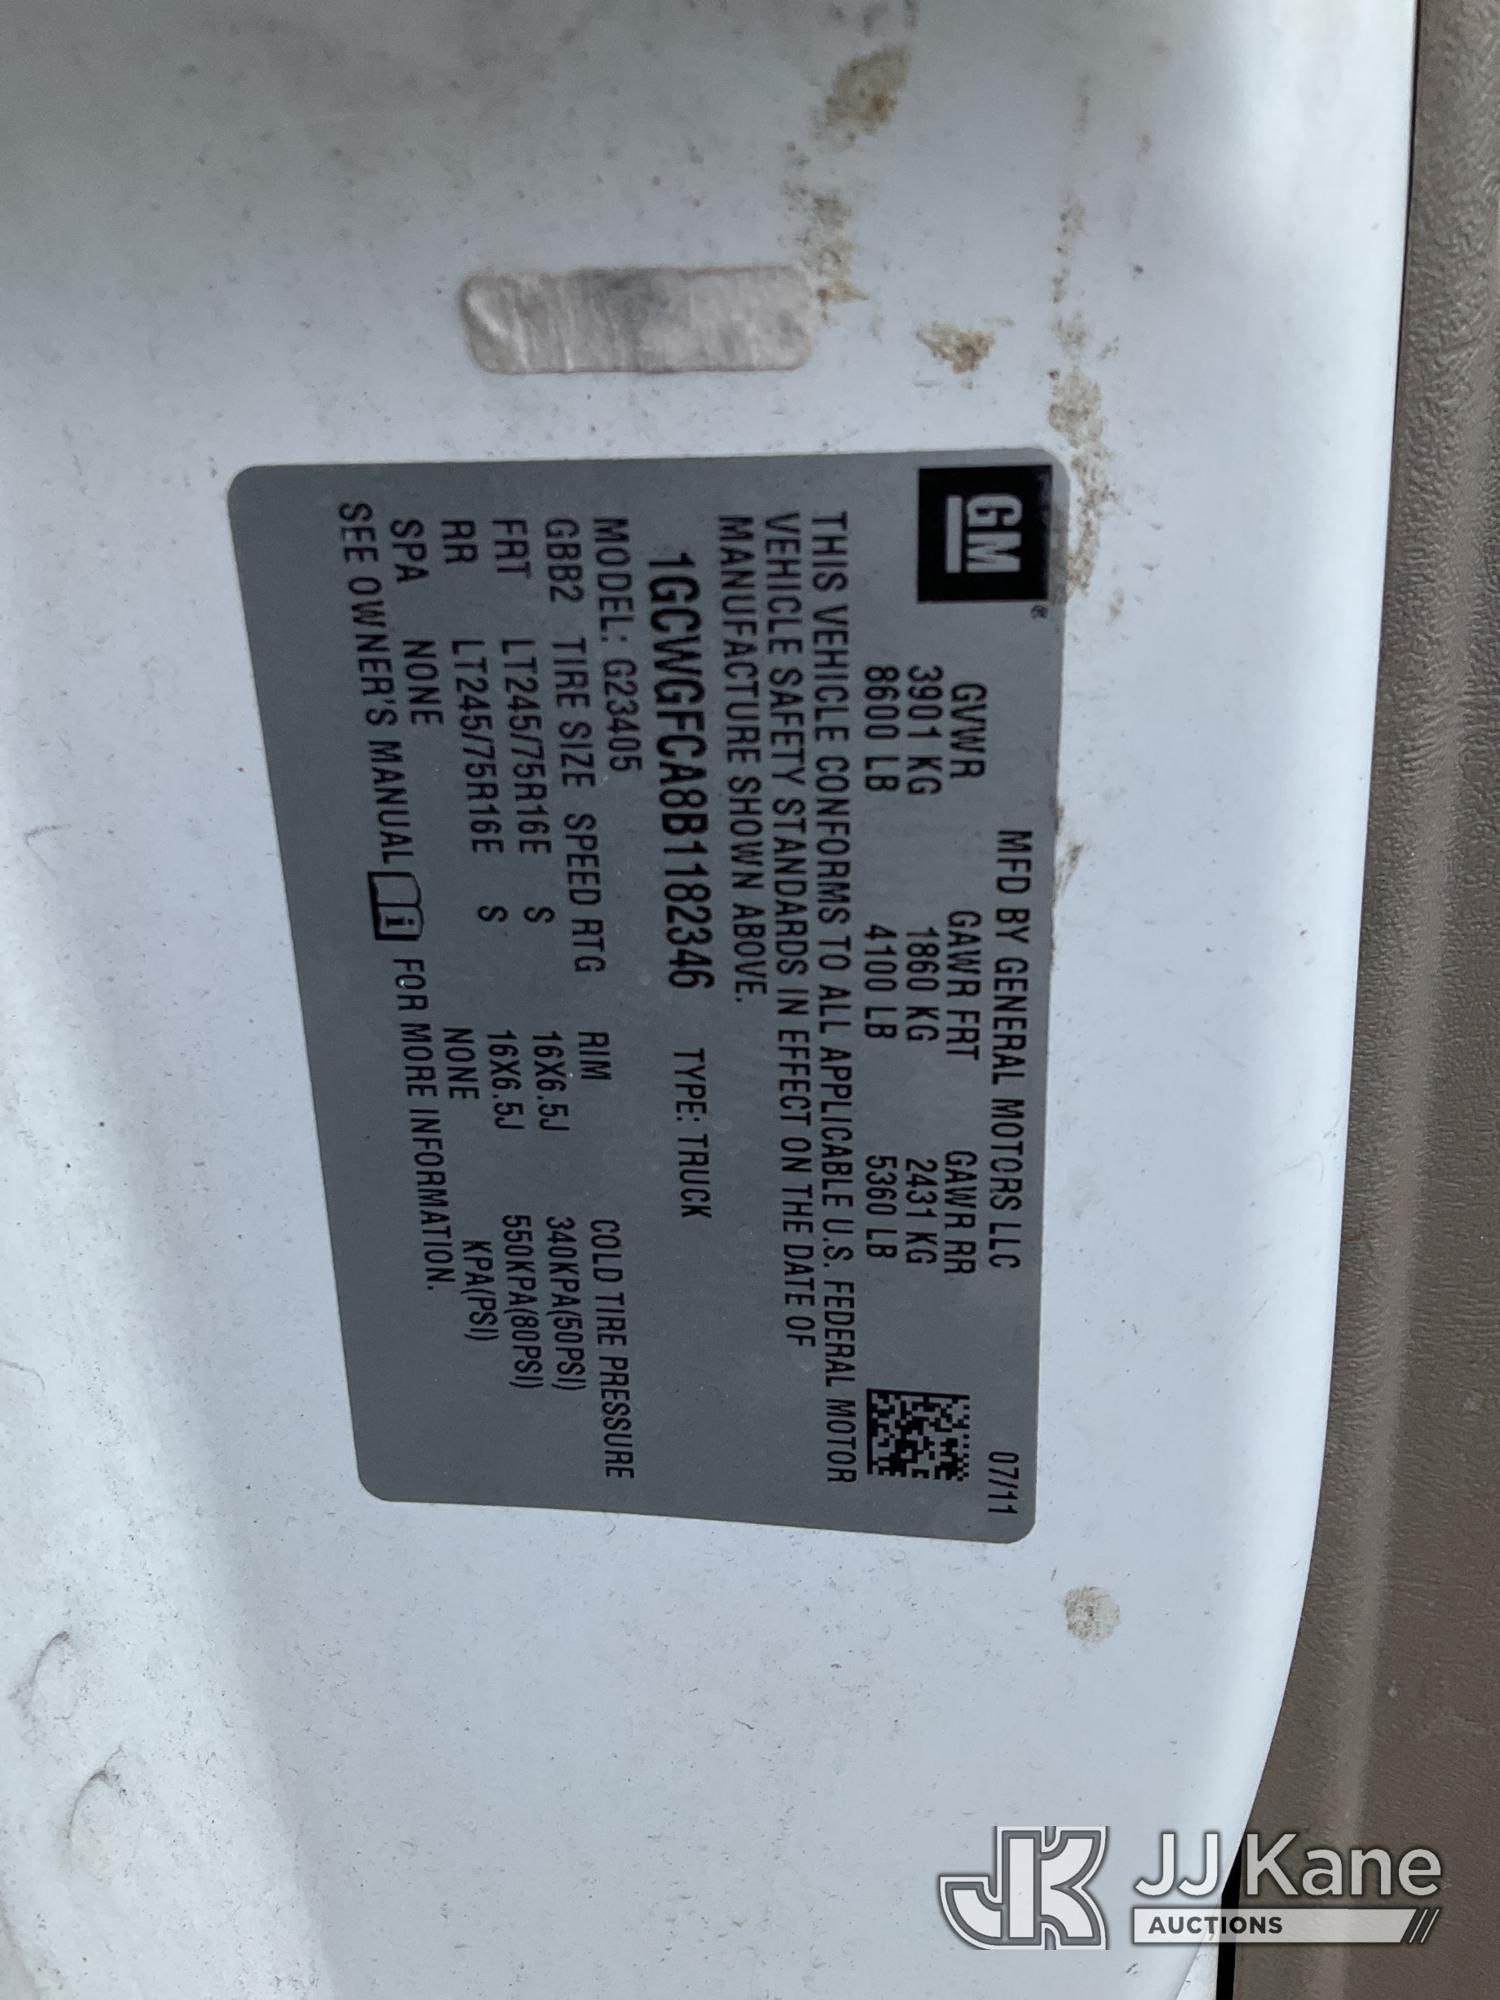 MFD BY GENERAL MOTORS LLC 07/11
GM®
GVWR GAWR FRT GAWR RR
3901 KG 1860 KG 2431 KG
8600 LB 4100 LB 5360 LB
THIS VEHICLE CONFORMS TO ALL APPLICABLE U.S. FEDERAL MOTOR
VEHICLE SAFETY STANDARDS IN EFFECT ON THE DATE OF
MANUFACTURE SHOWN ABOVE.
1GCWGFCA8B1182346 TYPE: TRUCK
MODEL: G23405
GBB2 TIRE SIZE SPEED RTG RIM COLD TIRE PRESSURE
FRT LT245/75R16E S 16X6.5J 340KPA(50PSI)
RR LT245/75R16E S 16X6.5J 550KPA(80PSI)
SPA NONE NONE KPA(PSI)
SEE OWNER'S MANUAL i FOR MORE INFORMATION.
JK JJ Kane
AUCTIONS